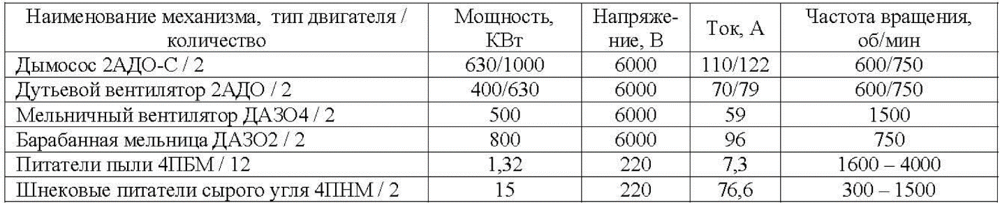 Наименование механизма, тип двигателя / количество | Мощность, КВт | Напряже-ние, В | Ток, А | Частота вращения, об/мин
Дымосос 2АДО-С / 2 | 630/1000 | 6000 | 110/122 | 600/750
Дутьевой вентилятор 2АДО / 2 | 400/630 | 6000 | 70/79 | 600/750
Мельничный вентилятор ДАЗО4 / 2 | 500 | 6000 | 59 | 1500
Барабанная мельница ДАЗО2 / 2 | 800 | 6000 | 96 | 750
Питатели пыли 4ПБМ / 12 | 1,32 | 220 | 7,3 | 1600 – 4000
Шнековые питатели сырого угля 4ПНМ / 2 | 15 | 220 | 76,6 | 300 – 1500